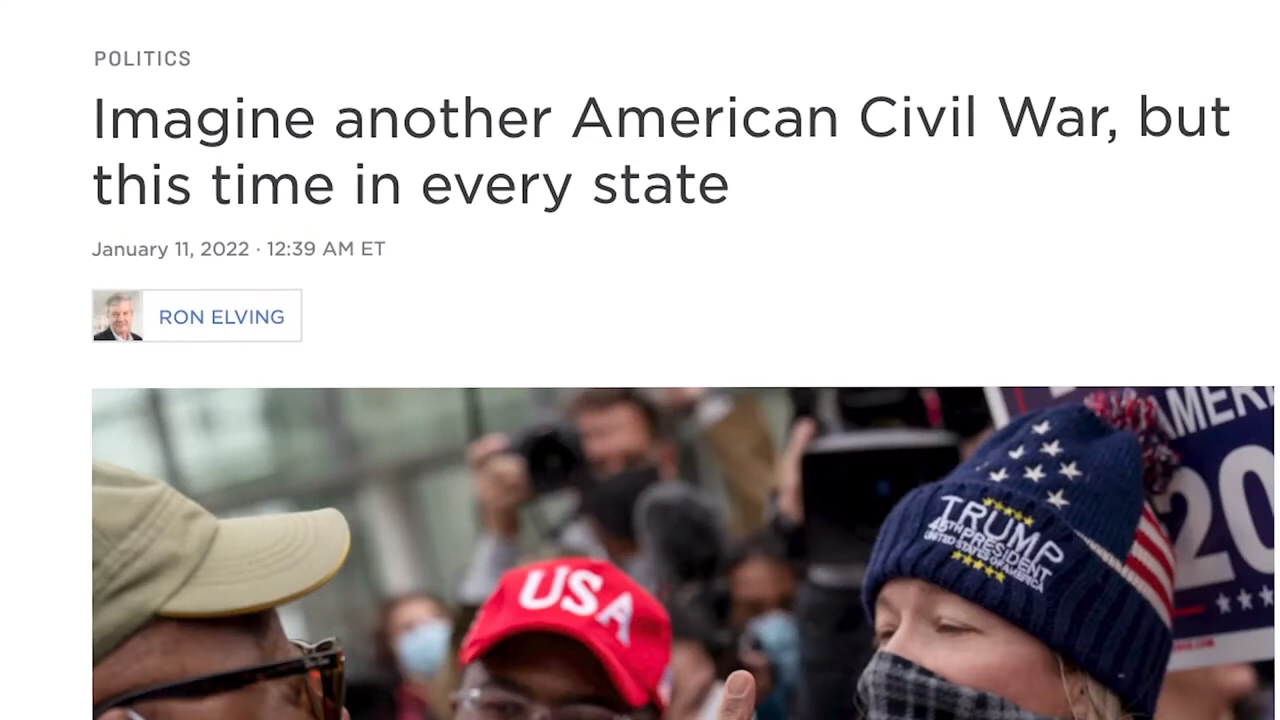 POLITICS
Imagine another American Civil War, but
this time in every state
January 11, 2022 · 12:39 AM ET
RON ELVING
AMERI
20
TRUMP
45TH PRESIDENT
UNITED STATES OF AMERICA
USA